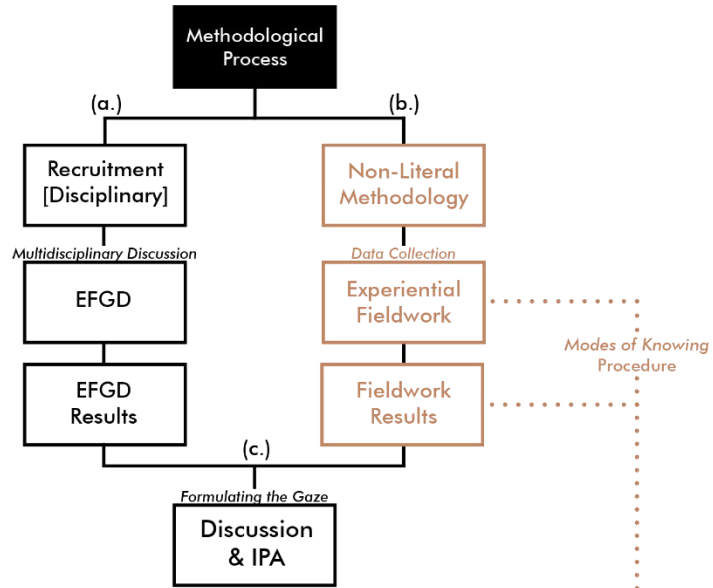 Methodological
Process
(a.)
(b.)
Recruitment
[Disciplinary]
Non-Literal
Methodology
Multidisciplinary Discussion
Data Collection
EFGD
Experiential
Fieldwork
Modes of Knowing
Procedure
EFGD
Results
Fieldwork
Results
(c.)
Formulating the Gaze
Discussion
& IPA